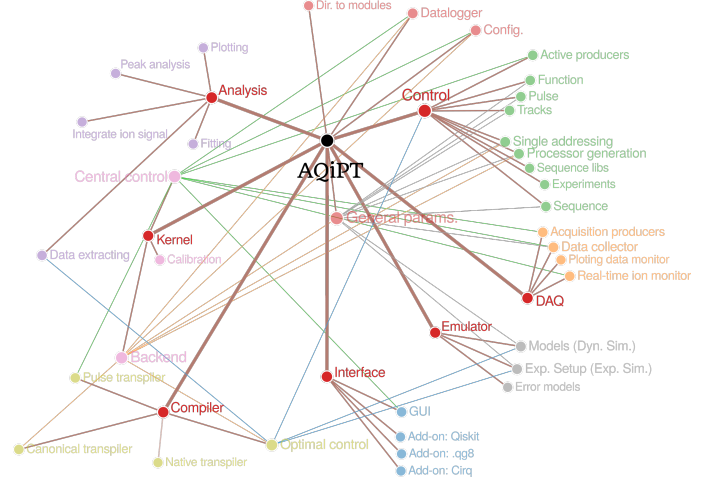 Dir. to modules
Datalogger
Config.
Plotting
Peak analysis
Analysis
Integrate ion signal
Fitting
Control
Active producers
Function
Pulse
Tracks
Single addressing
Processor generation
Sequence libs
Experiments
Sequence
AQiPT
Central control
General params.
Kernel
Calibration
Data extracting
Acquisition producers
Data collector
Ploting data monitor
Real-time ion monitor
DAQ
Emulator
Models (Dyn. Sim.)
Exp. Setup (Exp. Sim.)
Error models
Backend
Pulse transpiler
Interface
Compiler
GUI
Add-on: Qiskit
Add-on: .qg8
Add-on: Cirq
Optimal control
Canonical transpiler
Native transpiler